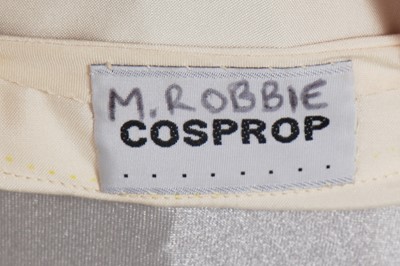 M. ROBBIE
COSPROP
. . . . . . . .